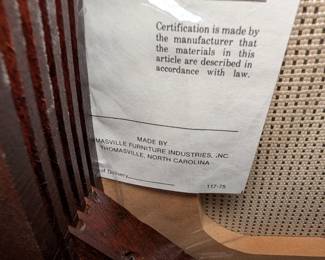 Certification is made by
the manufacturer that
the materials in this
article are described in
accordance with law.
MADE BY
OMASVILLE FURNITURE INDUSTRIES, INC
THOMASVILLE, NORTH CAROLINA
of Delivery
117-75